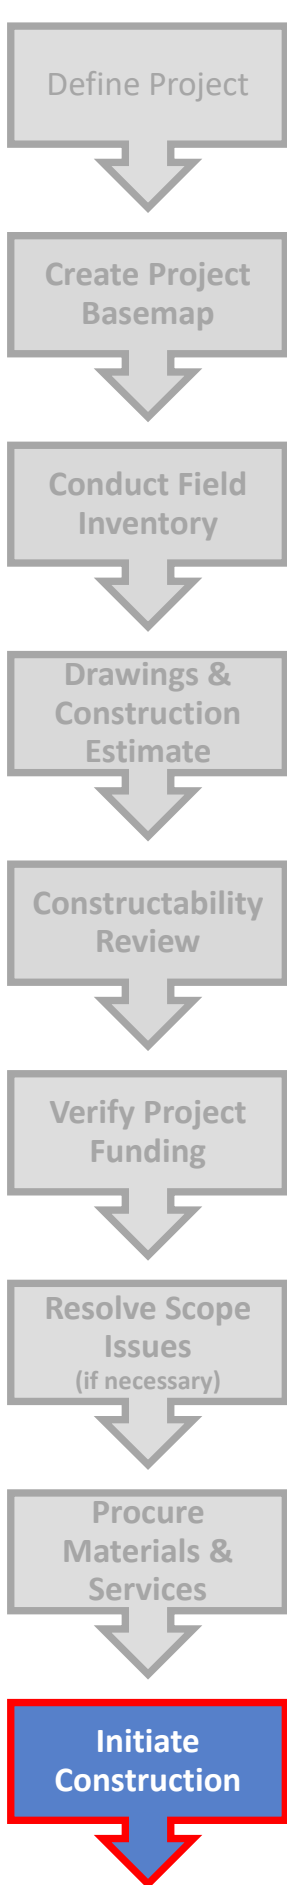 Define Project
Create Project
Basemap
Conduct Field
Inventory
Drawings &
Construction
Estimate
Constructability
Review
Verify Project
Funding
Resolve Scope
Issues
(if necessary)
Procure
Materials &
Services
Initiate
Construction